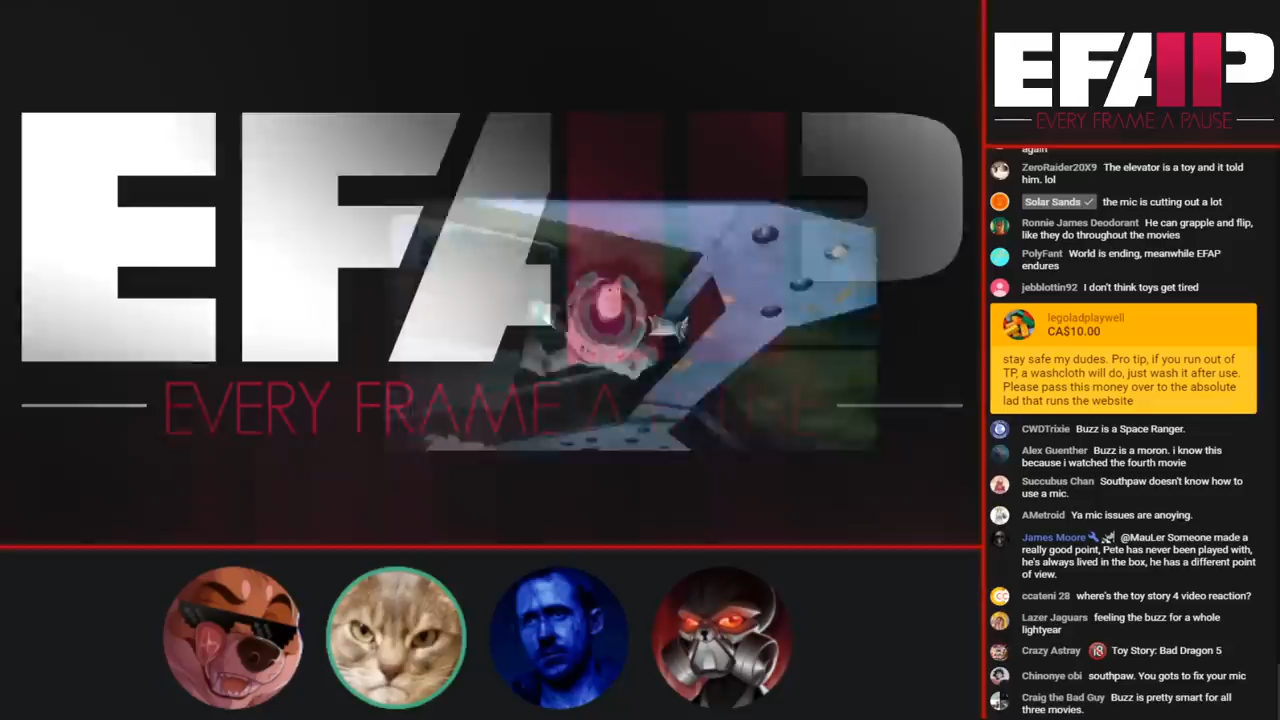 EFAP
EVERY FRAME A PAUSE
EFAP
EVERY FRAME A PAUSE
again
ZeroRaider20X9 The elevator is a toy and it told
him. lol
Solar Sands ✓ the mic is cutting out a lot
Ronnie James Deodorant He can grapple and flip,
like they do throughout the movies
PolyFant World is ending, meanwhile EFAP
endures
jebblottin92 I don't think toys get tired
legoladplaywell
CA$10.00
stay safe my dudes. Pro tip, if you run out of
TP, a washcloth will do, just wash it after use.
Please pass this money over to the absolute
lad that runs the website
CWDTrixie Buzz is a Space Ranger.
Alex Guenther Buzz is a moron. i know this
because i watched the fourth movie
Succubus Chan Southpaw doesn't know how to
use a mic.
AMetroid Ya mic issues are anoying.
James Moore @MauLer Someone made a
really good point, Pete has never been played with,
he's always lived in the box, he has a different point
of view.
ccateni 28 where's the toy story 4 video reaction?
Lazer Jaguars feeling the buzz for a whole
lightyear
Crazy Astray 18 Toy Story: Bad Dragon 5
Chinonye obi southpaw. You gots to fix your mic
Craig the Bad Guy Buzz is pretty smart for all
three movies.